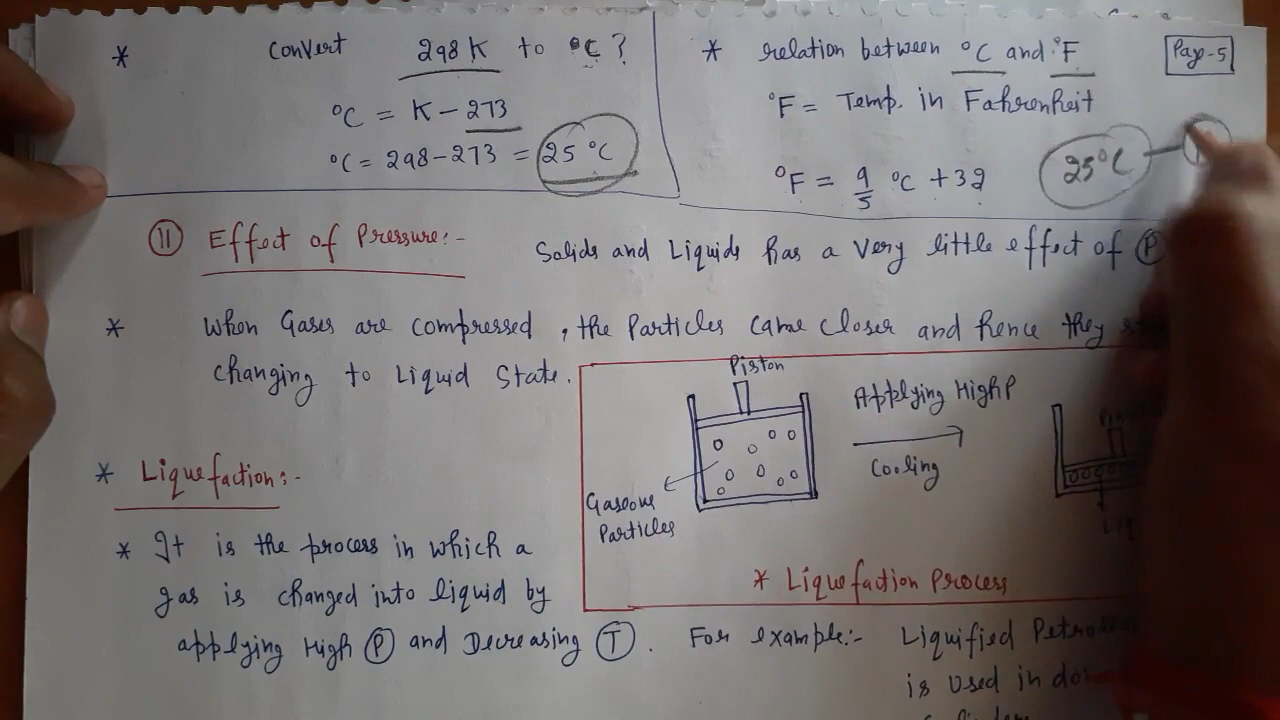 * Convert 298 K to °C ?
°C = K - 273
°C = 298 - 273 = 25 °C
* relation between °C and °F
Page-5
°F = Temp. in Fahrenheit
°F = 9/5 °C + 32
25°C
(11) Effect of Pressure:- Solids and Liquids has a very little effect of (P)
* When Gases are compressed, the Particles came closer and hence they
changing to Liquid State.
Piston
Applying High P
Cooling
Gaseous
Particles
* Liquefaction Process
* Liquefaction:-
* It is the process in which a
gas is changed into liquid by
applying High (P) and Decreasing (T). For example:- Liquified
is used in